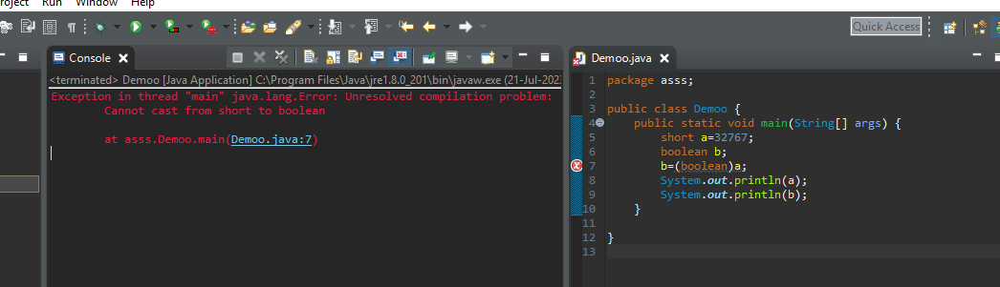 roject Run Window Help
Quick Access
Console
Demoo.java
<terminated> Demoo [Java Application] C:\Program Files\Java\jre1.8.0_201\bin\javaw.exe (21-Jul-202
Exception in thread "main" java.lang.Error: Unresolved compilation problem:
Cannot cast from short to boolean
at asss.Demoo.main(Demoo.java:7)
1 package asss;
2
3 public class Demoo {
4 public static void main(String[] args) {
5 short a=32767;
6 boolean b;
7 b=(boolean)a;
8 System.out.println(a);
9 System.out.println(b);
10 }
11
12 }
13